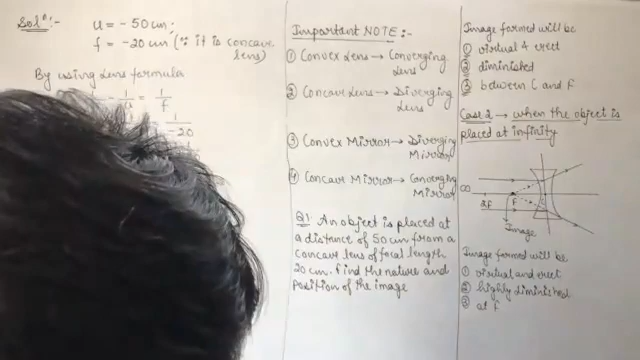 Solⁿ:- u = - 50 cm;
f = - 20 cm (∵ it is concave
lens)
By using Lens formula
1/u = 1/f
1
-20
Important NOTE:-
① Convex Lens → Converging
Lens
② Concave Lens → Diverging
Lens
③ Convex Mirror → Diverging
Mirror
④ Concave Mirror → Converging
Mirror
Q1 An object is placed at
a distance of 50 cm from a
concave lens of focal length
20 cm. Find the nature and
position of the image
Image formed will be
① virtual & erect
② diminished
③ between C and F
Case 2 → when the object is
placed at infinity
∞
2F F C
Image
Image formed will be
① virtual and erect
② highly diminished
③ at f